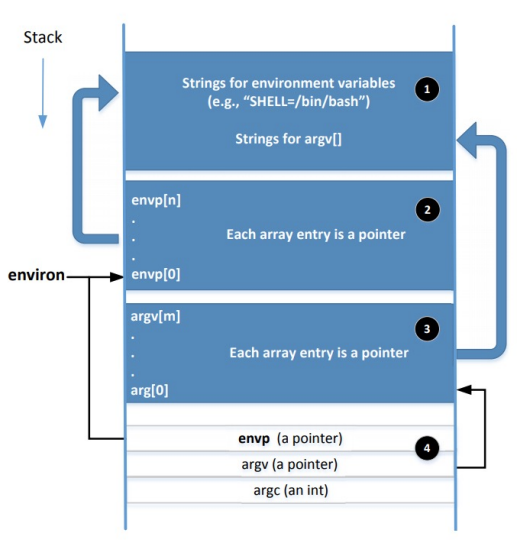 Stack
Strings for environment variables
(e.g., “SHELL=/bin/bash”)
1
Strings for argv[]
envp[n]
2
.
.
Each array entry is a pointer
.
environ
envp[0]
argv[m]
3
.
.
Each array entry is a pointer
.
arg[0]
envp (a pointer)
4
argv (a pointer)
argc (an int)